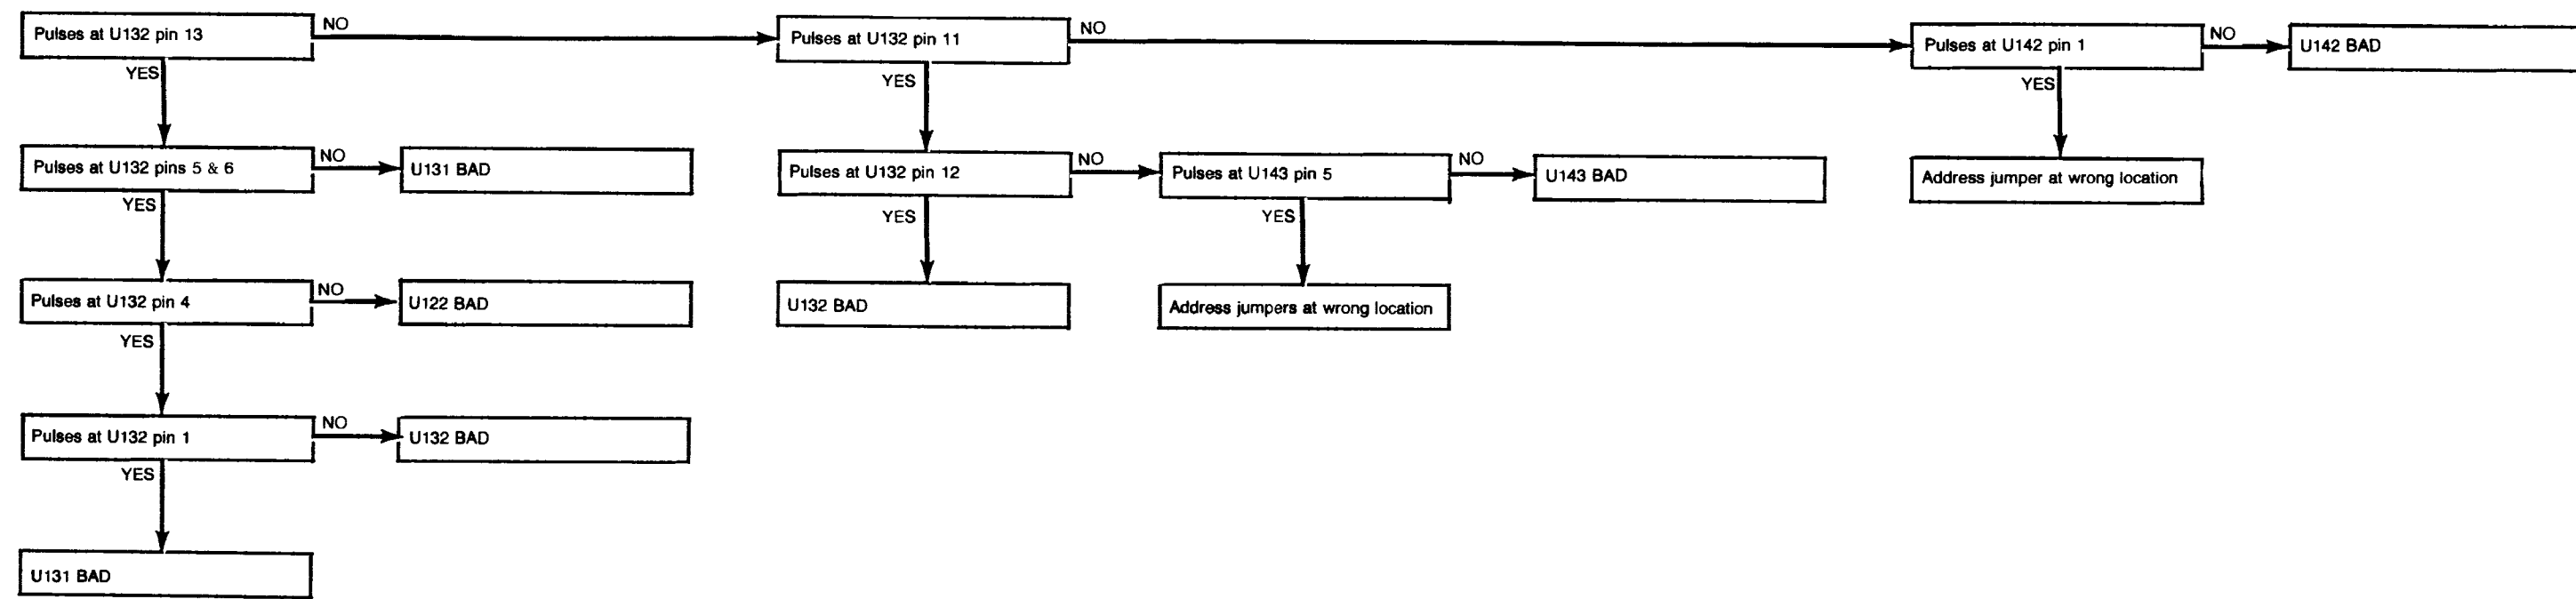 Pulses at U132 pin 13
NO
Pulses at U132 pin 11
NO
Pulses at U142 pin 1
NO
U142 BAD
YES
YES
YES
Pulses at U132 pins 5 & 6
NO
U131 BAD
Pulses at U132 pin 12
NO
Pulses at U143 pin 5
NO
U143 BAD
Address jumper at wrong location
YES
YES
YES
Pulses at U132 pin 4
NO
U122 BAD
U132 BAD
Address jumpers at wrong location
YES
Pulses at U132 pin 1
NO
U132 BAD
YES
U131 BAD